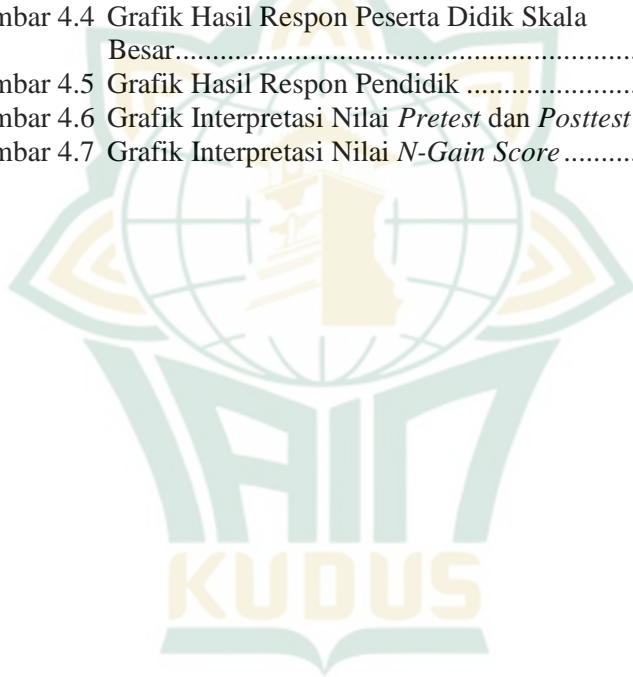 mbar 4.4 Grafik Hasil Respon Peserta Didik Skala
Besar......................................................................
mbar 4.5 Grafik Hasil Respon Pendidik .........................
mbar 4.6 Grafik Interpretasi Nilai Pretest dan Posttest
mbar 4.7 Grafik Interpretasi Nilai N-Gain Score...........
IAIN
KUDUS